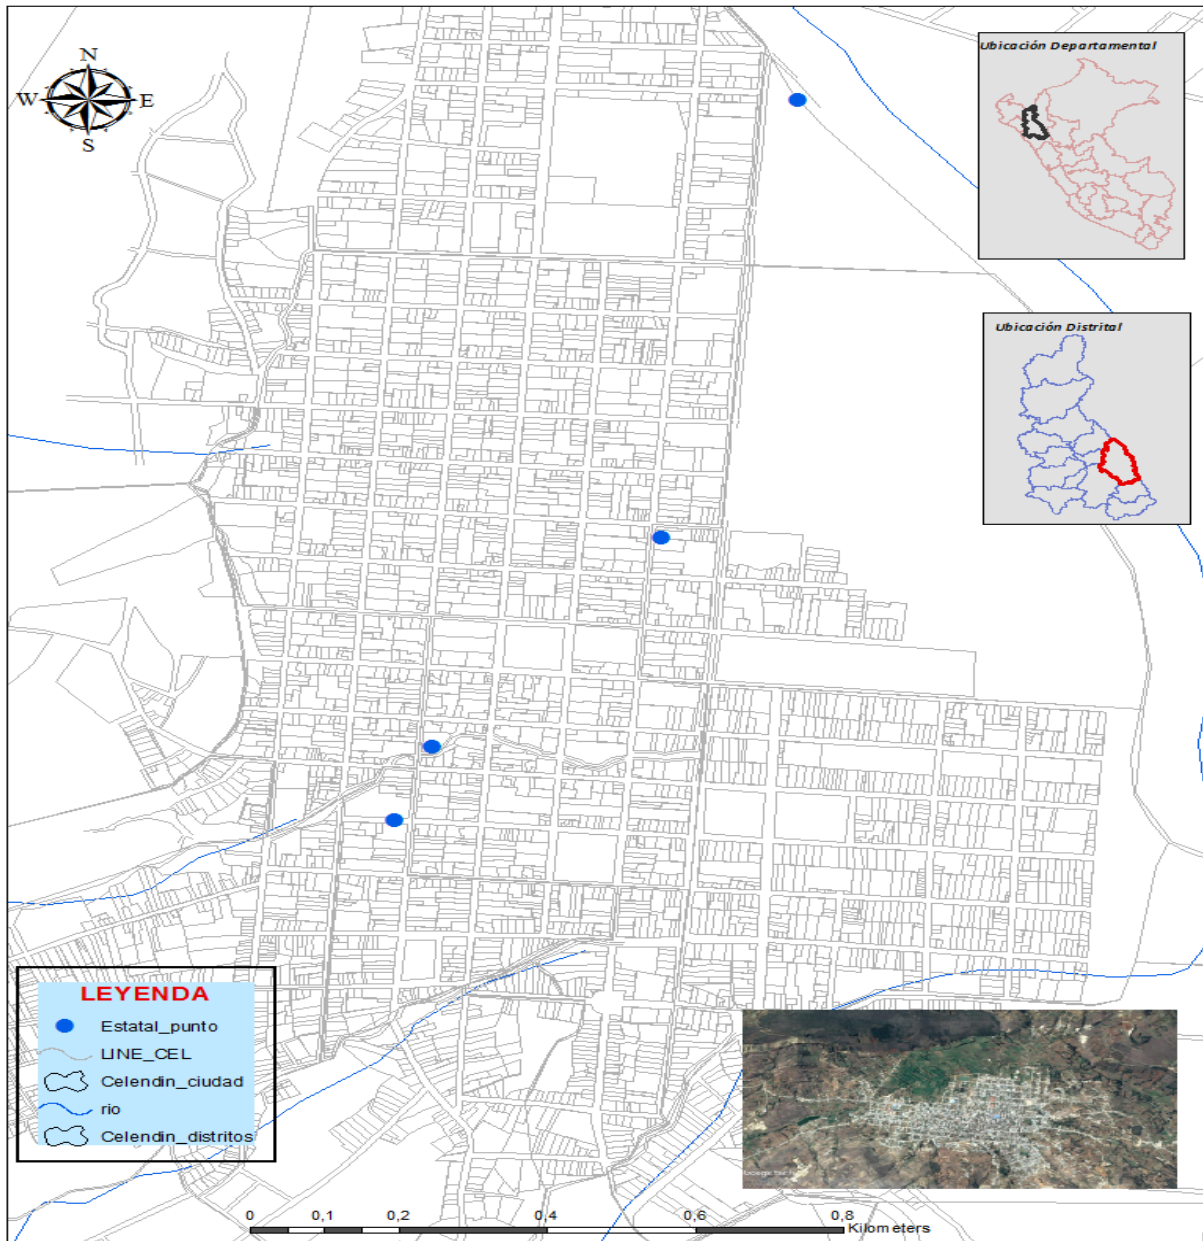 N
W E
S
Ubicación Departamental
Ubicación Distrital
LEYENDA
Estatal_punto
LINE_CEL
Celendin_ciudad
rio
Celendin_distritos
0 0,1 0,2 0,4 0,6 0,8
Kilometers